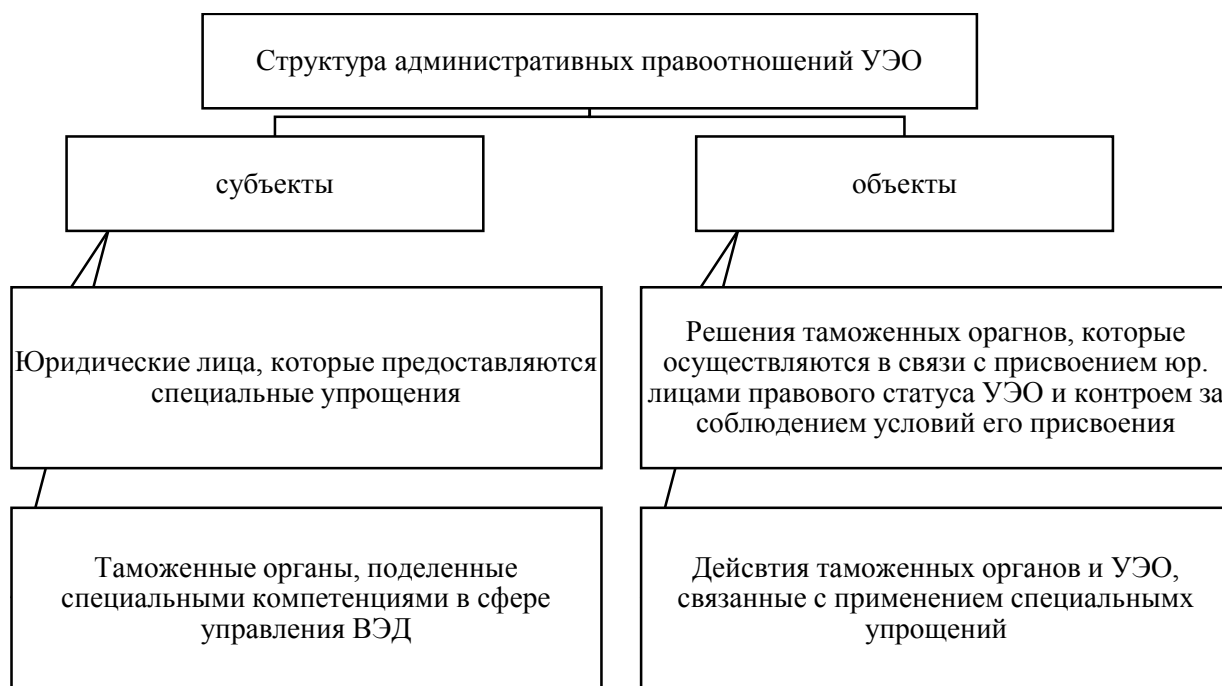 Структура административных правоотношений УЭО
субъекты
объекты
Юридические лица, которые предоставляются
специальные упрощения
Решения таможенных орагнов, которые
осуществляются в связи с присвоением юр.
лицами правового статуса УЭО и контроем за
соблюдением условий его присвоения
Таможенные органы, поделенные
специальными компетенциями в сфере
управления ВЭД
Дейсвтия таможенных органов и УЭО,
связанные с применением специальнымх
упрощений